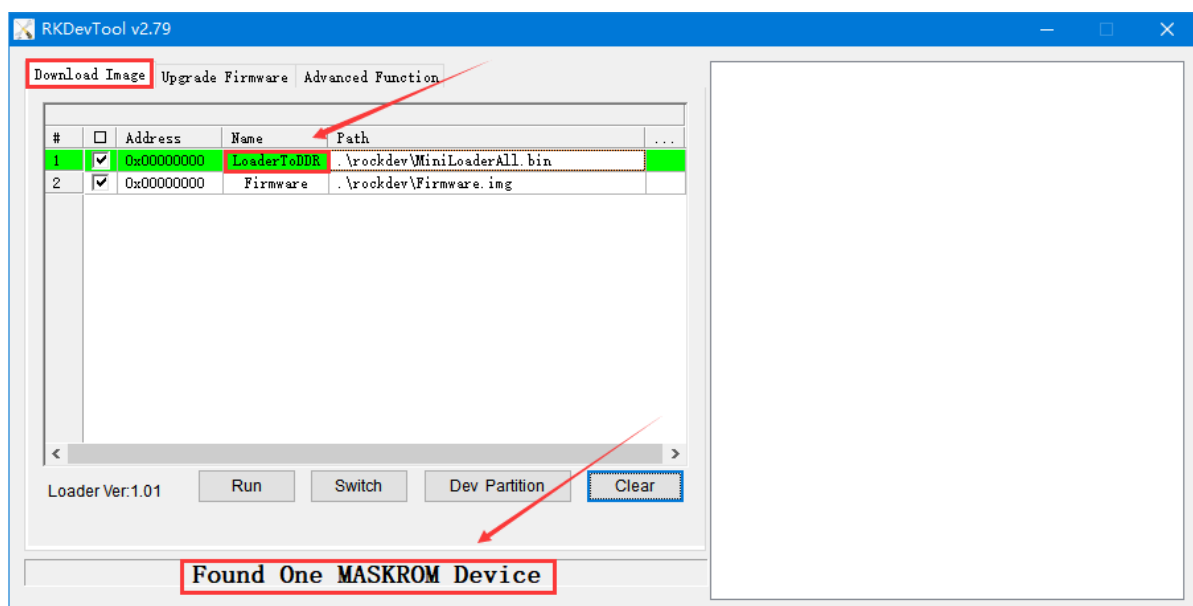 RKDevTool v2.79
Download Image Upgrade Firmware Advanced Function
# Address Name Path ...
1 0x00000000 LoaderToDDR .\rockdev\MiniLoaderAll.bin
2 0x00000000 Firmware .\rockdev\Firmware.img
Loader Ver:1.01 Run Switch Dev Partition Clear
Found One MASKROM Device